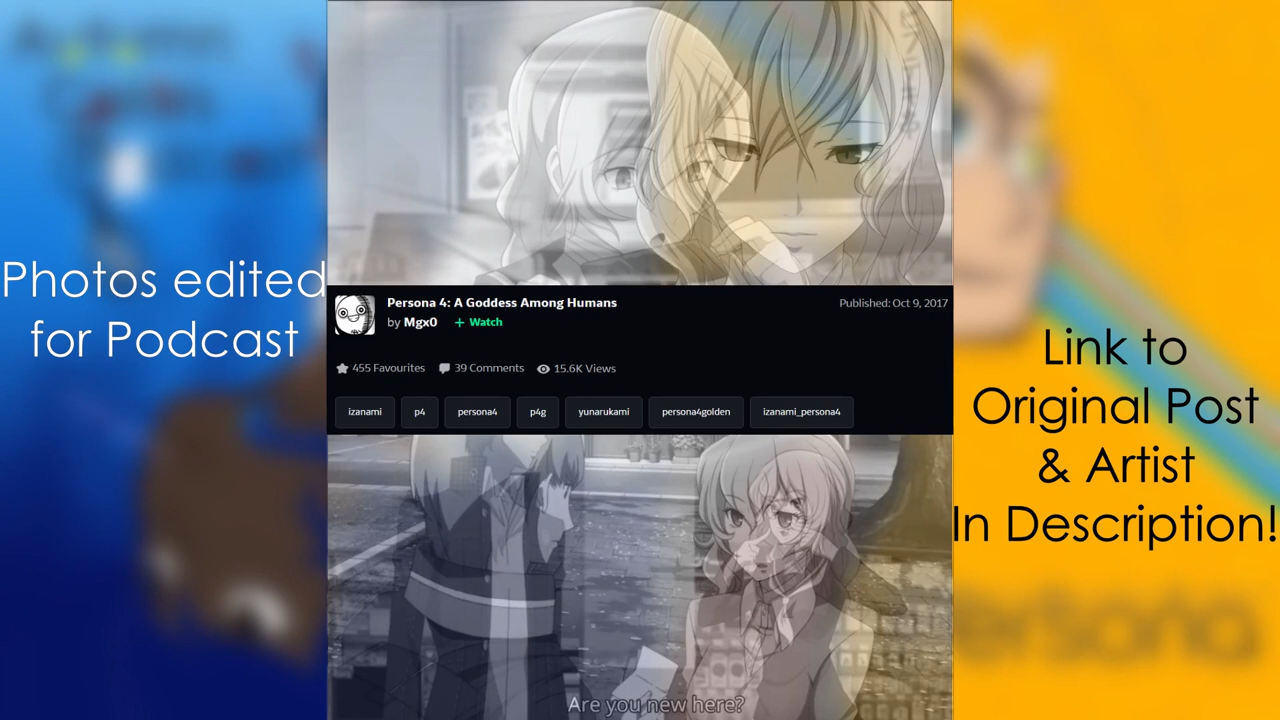 Photos edited
for Podcast
Persona 4: A Goddess Among Humans
by Mgx0 + Watch
Published: Oct 9, 2017
455 Favourites 39 Comments 15.6K Views
izanami p4 persona4 p4g yunarukami persona4golden izanami_persona4
Are you new here?
Link to
Original Post
& Artist
In Description!